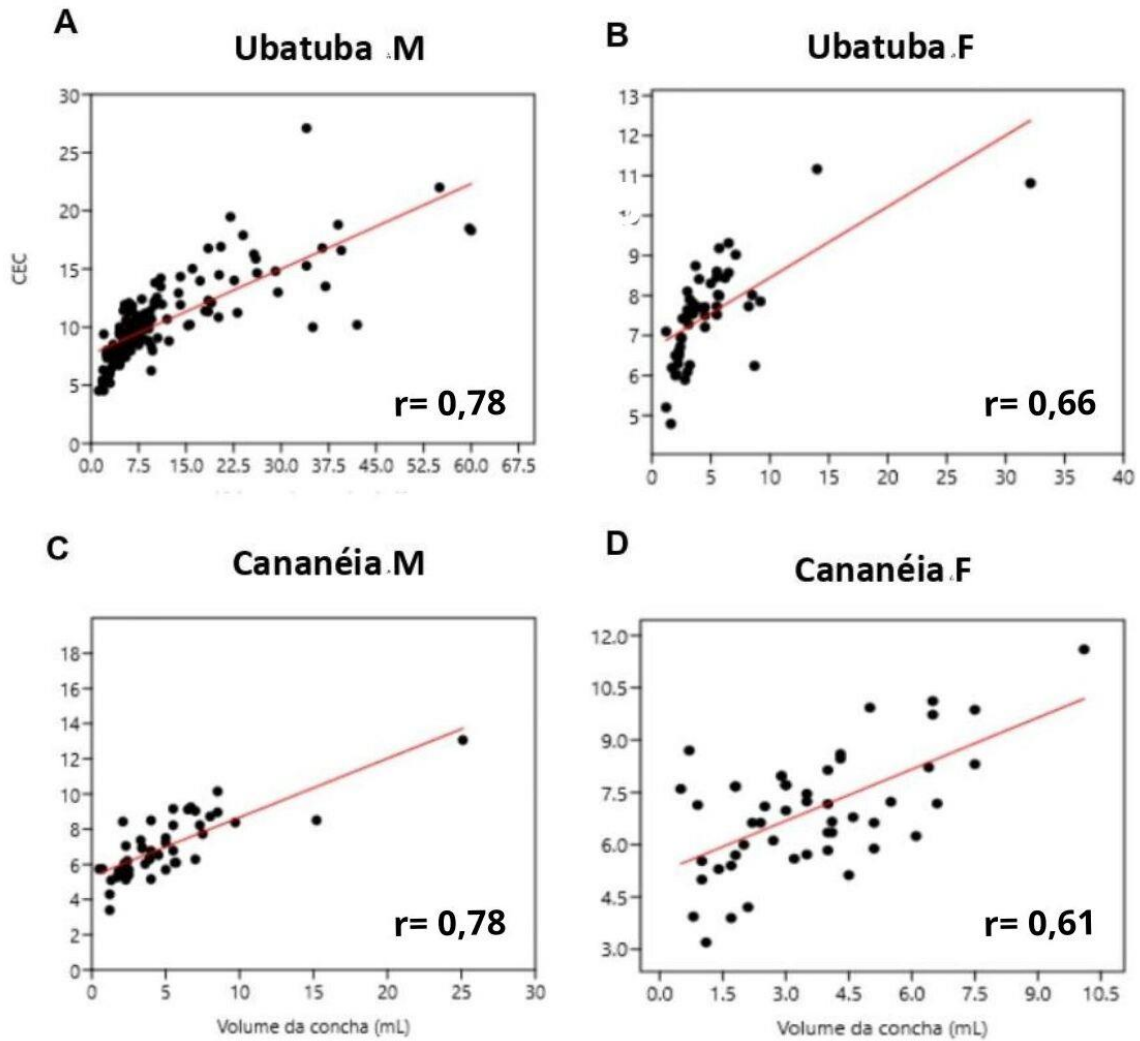 A
Ubatuba M
30
25
20
15
10
5
0
CEC
0.0 7.5 15.0 22.5 30.0 37.5 45.0 52.5 60.0 67.5
r= 0,78
B
Ubatuba F
13
12
11
9
8
7
6
5
0 5 10 15 20 25 30 35 40
r= 0,66
C
Cananéia M
18
16
14
12
10
8
6
4
2
0
0 5 10 15 20 25 30
r= 0,78
Volume da concha (mL)
D
Cananéia F
12.0
10.5
9.0
7.5
6.0
4.5
3.0
0.0 1.5 3.0 4.5 6.0 7.5 9.0 10.5
r= 0,61
Volume da concha (mL)